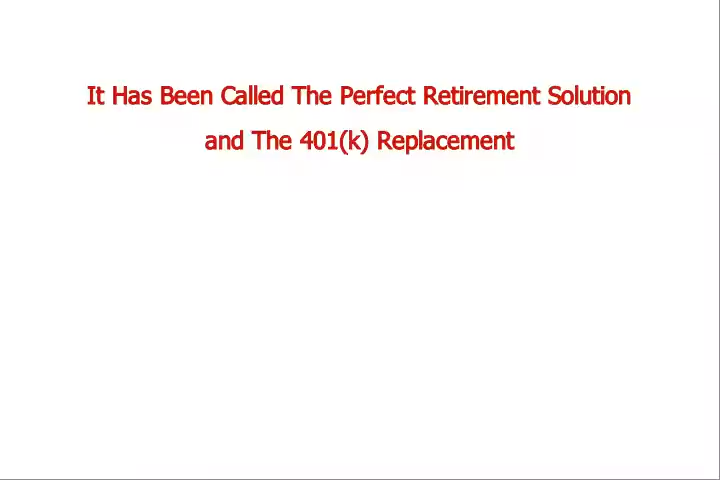 It Has Been Called The Perfect Retirement Solution
and The 401(k) Replacement